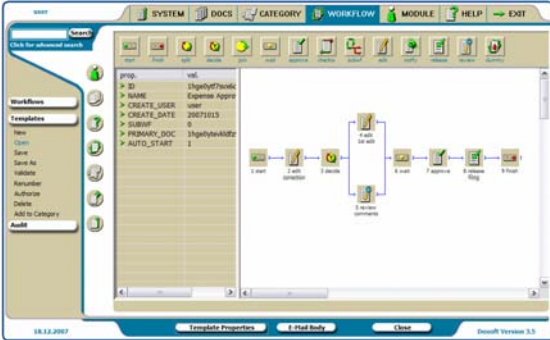 user
SYSTEM DOCS CATEGORY WORKFLOW MODULE HELP EXIT
Search
Click for advanced search
start finish split decide join wait approve checkin subwf edit notify release review dummy
prop. val.
ID
NAME Expense Appro
CREATE_USER user
CREATE_DATE 20071015
SUBWF 0
PRIMARY_DOC
AUTO_START 1
Workflows
Templates
New
Open
Save
Save As
Validate
Renumber
Authorize
Delete
Add to Category
Audit
4 edit
1st edit
1 start
2 edit
correction
3 decide
6 wait
7 approve
8 release
filing
9 finish
5 review
comments
18.12.2007
Template Properties E-Mail Body Close
Version 3.5